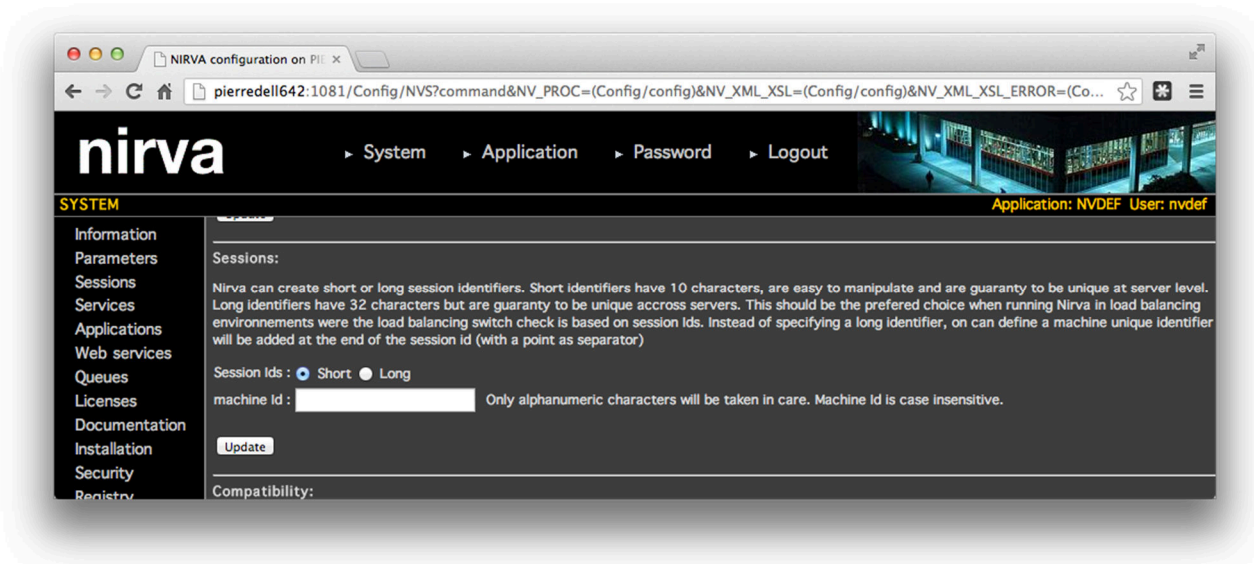 NIRVA configuration on PIE
pierredell642:1081/Config/NVS?command&NV_PROC=(Config/config)&NV_XML_XSL=(Config/config)&NV_XML_XSL_ERROR=(Co...
nirva
System
Application
Password
Logout
SYSTEM
Application: NVDEF User: nvdef
Information
Parameters
Sessions
Services
Applications
Web services
Queues
Licenses
Documentation
Installation
Security
Registry
Update
Sessions:
Nirva can create short or long session identifiers. Short identifiers have 10 characters, are easy to manipulate and are guaranty to be unique at server level.
Long identifiers have 32 characters but are guaranty to be unique accross servers. This should be the prefered choice when running Nirva in load balancing
environnements were the load balancing switch check is based on session Ids. Instead of specifying a long identifier, on can define a machine unique identifier
will be added at the end of the session id (with a point as separator)
Session Ids : Short Long
machine Id : Only alphanumeric characters will be taken in care. Machine Id is case insensitive.
Update
Compatibility: